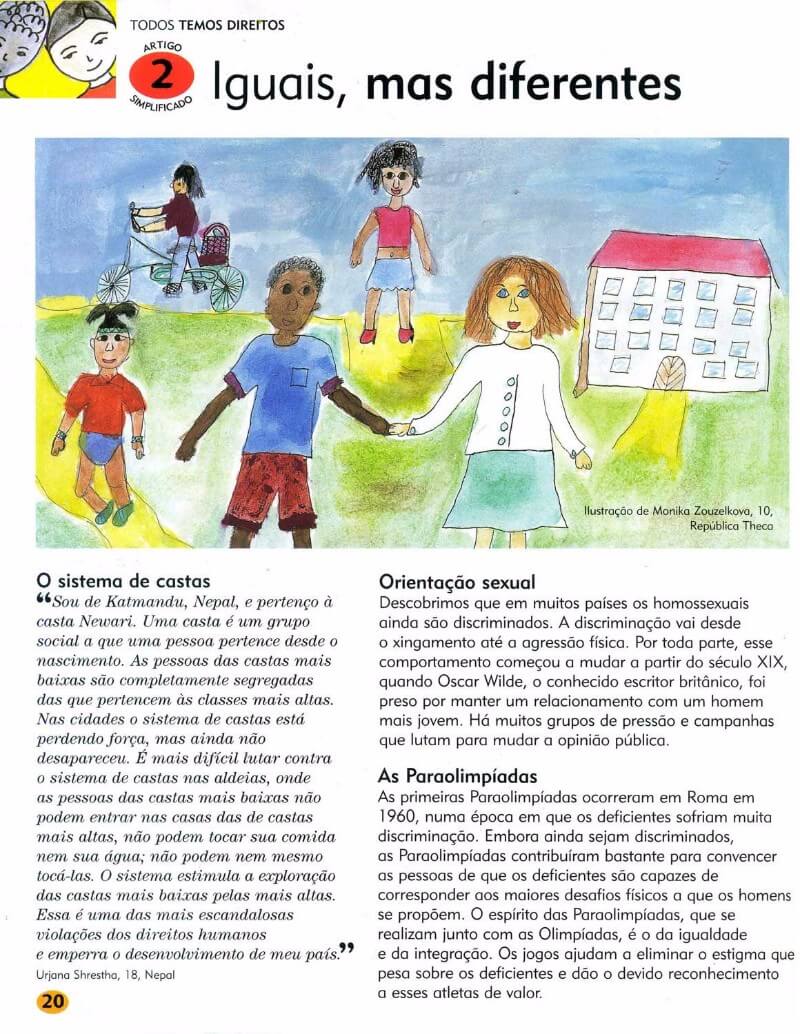 TODOS TEMOS DIREITOS
ARTIGO
2
SIMPLIFICADO
Iguais, mas diferentes
Ilustração de Monika Zouzelkova, 10,
República Theca
O sistema de castas
“Sou de Katmandu, Nepal, e pertenço à
casta Newari. Uma casta é um grupo
social a que uma pessoa pertence desde o
nascimento. As pessoas das castas mais
baixas são completamente segregadas
das que pertencem às classes mais altas.
Nas cidades o sistema de castas está
perdendo força, mas ainda não
desapareceu. É mais difícil lutar contra
o sistema de castas nas aldeias, onde
as pessoas das castas mais baixas não
podem entrar nas casas das de castas
mais altas, não podem tocar sua comida
nem sua água; não podem nem mesmo
tocá-las. O sistema estimula a exploração
das castas mais baixas pelas mais altas.
Essa é uma das mais escandalosas
violações dos direitos humanos
e emperra o desenvolvimento de meu país.”
Urjana Shrestha, 18, Nepal
20
Orientação sexual
Descobrimos que em muitos países os homossexuais
ainda são discriminados. A discriminação vai desde
o xingamento até a agressão física. Por toda parte, esse
comportamento começou a mudar a partir do século XIX,
quando Oscar Wilde, o conhecido escritor britânico, foi
preso por manter um relacionamento com um homem
mais jovem. Há muitos grupos de pressão e campanhas
que lutam para mudar a opinião pública.
As Paraolimpíadas
As primeiras Paraolimpíadas ocorreram em Roma em
1960, numa época em que os deficientes sofriam muita
discriminação. Embora ainda sejam discriminados,
as Paraolimpíadas contribuíram bastante para convencer
as pessoas de que os deficientes são capazes de
corresponder aos maiores desafios físicos a que os homens
se propõem. O espírito das Paraolimpíadas, que se
realizam junto com as Olimpíadas, é o da igualdade
e da integração. Os jogos ajudam a eliminar o estigma que
pesa sobre os deficientes e dão o devido reconhecimento
a esses atletas de valor.